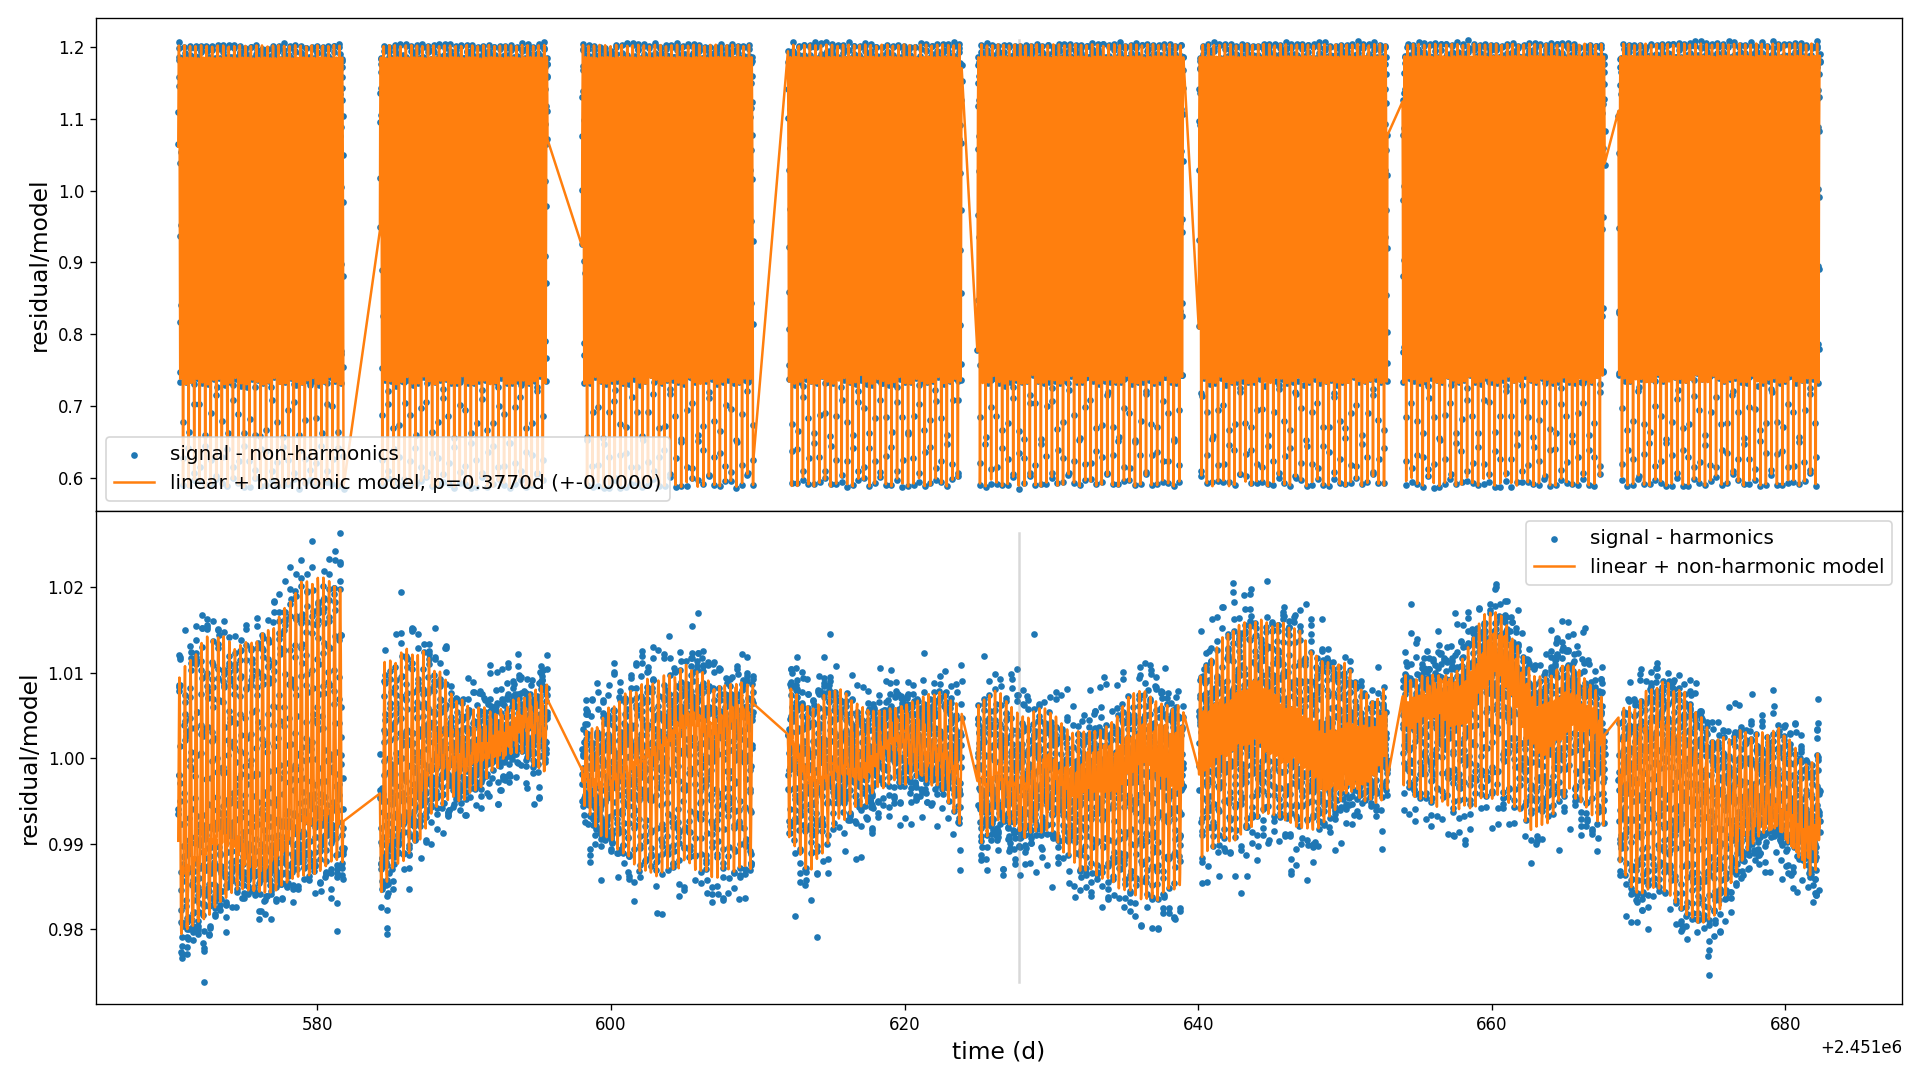 residual/model
1.2
1.1
1.0
0.9
0.8
0.7
0.6
signal - non-harmonics
linear + harmonic model, p=0.3770d (+-0.0000)
residual/model
1.02
1.01
1.00
0.99
0.98
signal - harmonics
linear + non-harmonic model
580 600 620 640 660 680
time (d)
+2.451e6